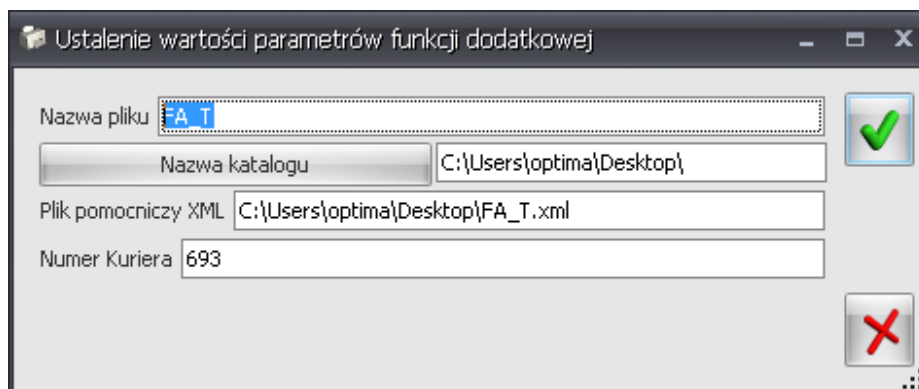 Ustalenie wartości parametrów funkcji dodatkowej
Nazwa pliku FA_T
Nazwa katalogu C:\Users\optima\Desktop\
Plik pomocniczy XML C:\Users\optima\Desktop\FA_T.xml
Numer Kuriera 693